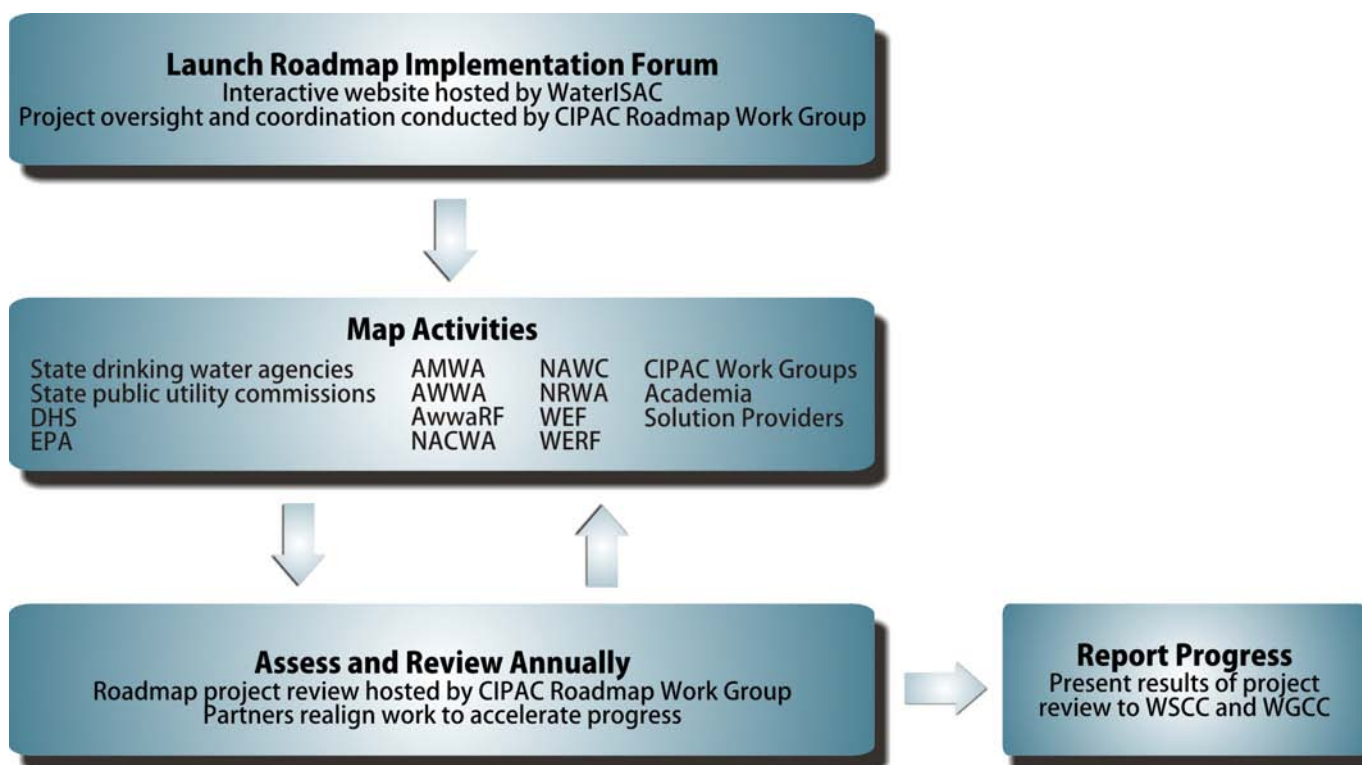 Launch Roadmap Implementation Forum
Interactive website hosted by WaterISAC
Project oversight and coordination conducted by CIPAC Roadmap Work Group
Map Activities
State drinking water agencies
State public utility commissions
DHS
EPA
AMWA
AWWA
AwwaRF
NACWA
NAWC
NRWA
WEF
WERF
CIPAC Work Groups
Academia
Solution Providers
Assess and Review Annually
Roadmap project review hosted by CIPAC Roadmap Work Group
Partners realign work to accelerate progress
Report Progress
Present results of project
review to WSCC and WGCC